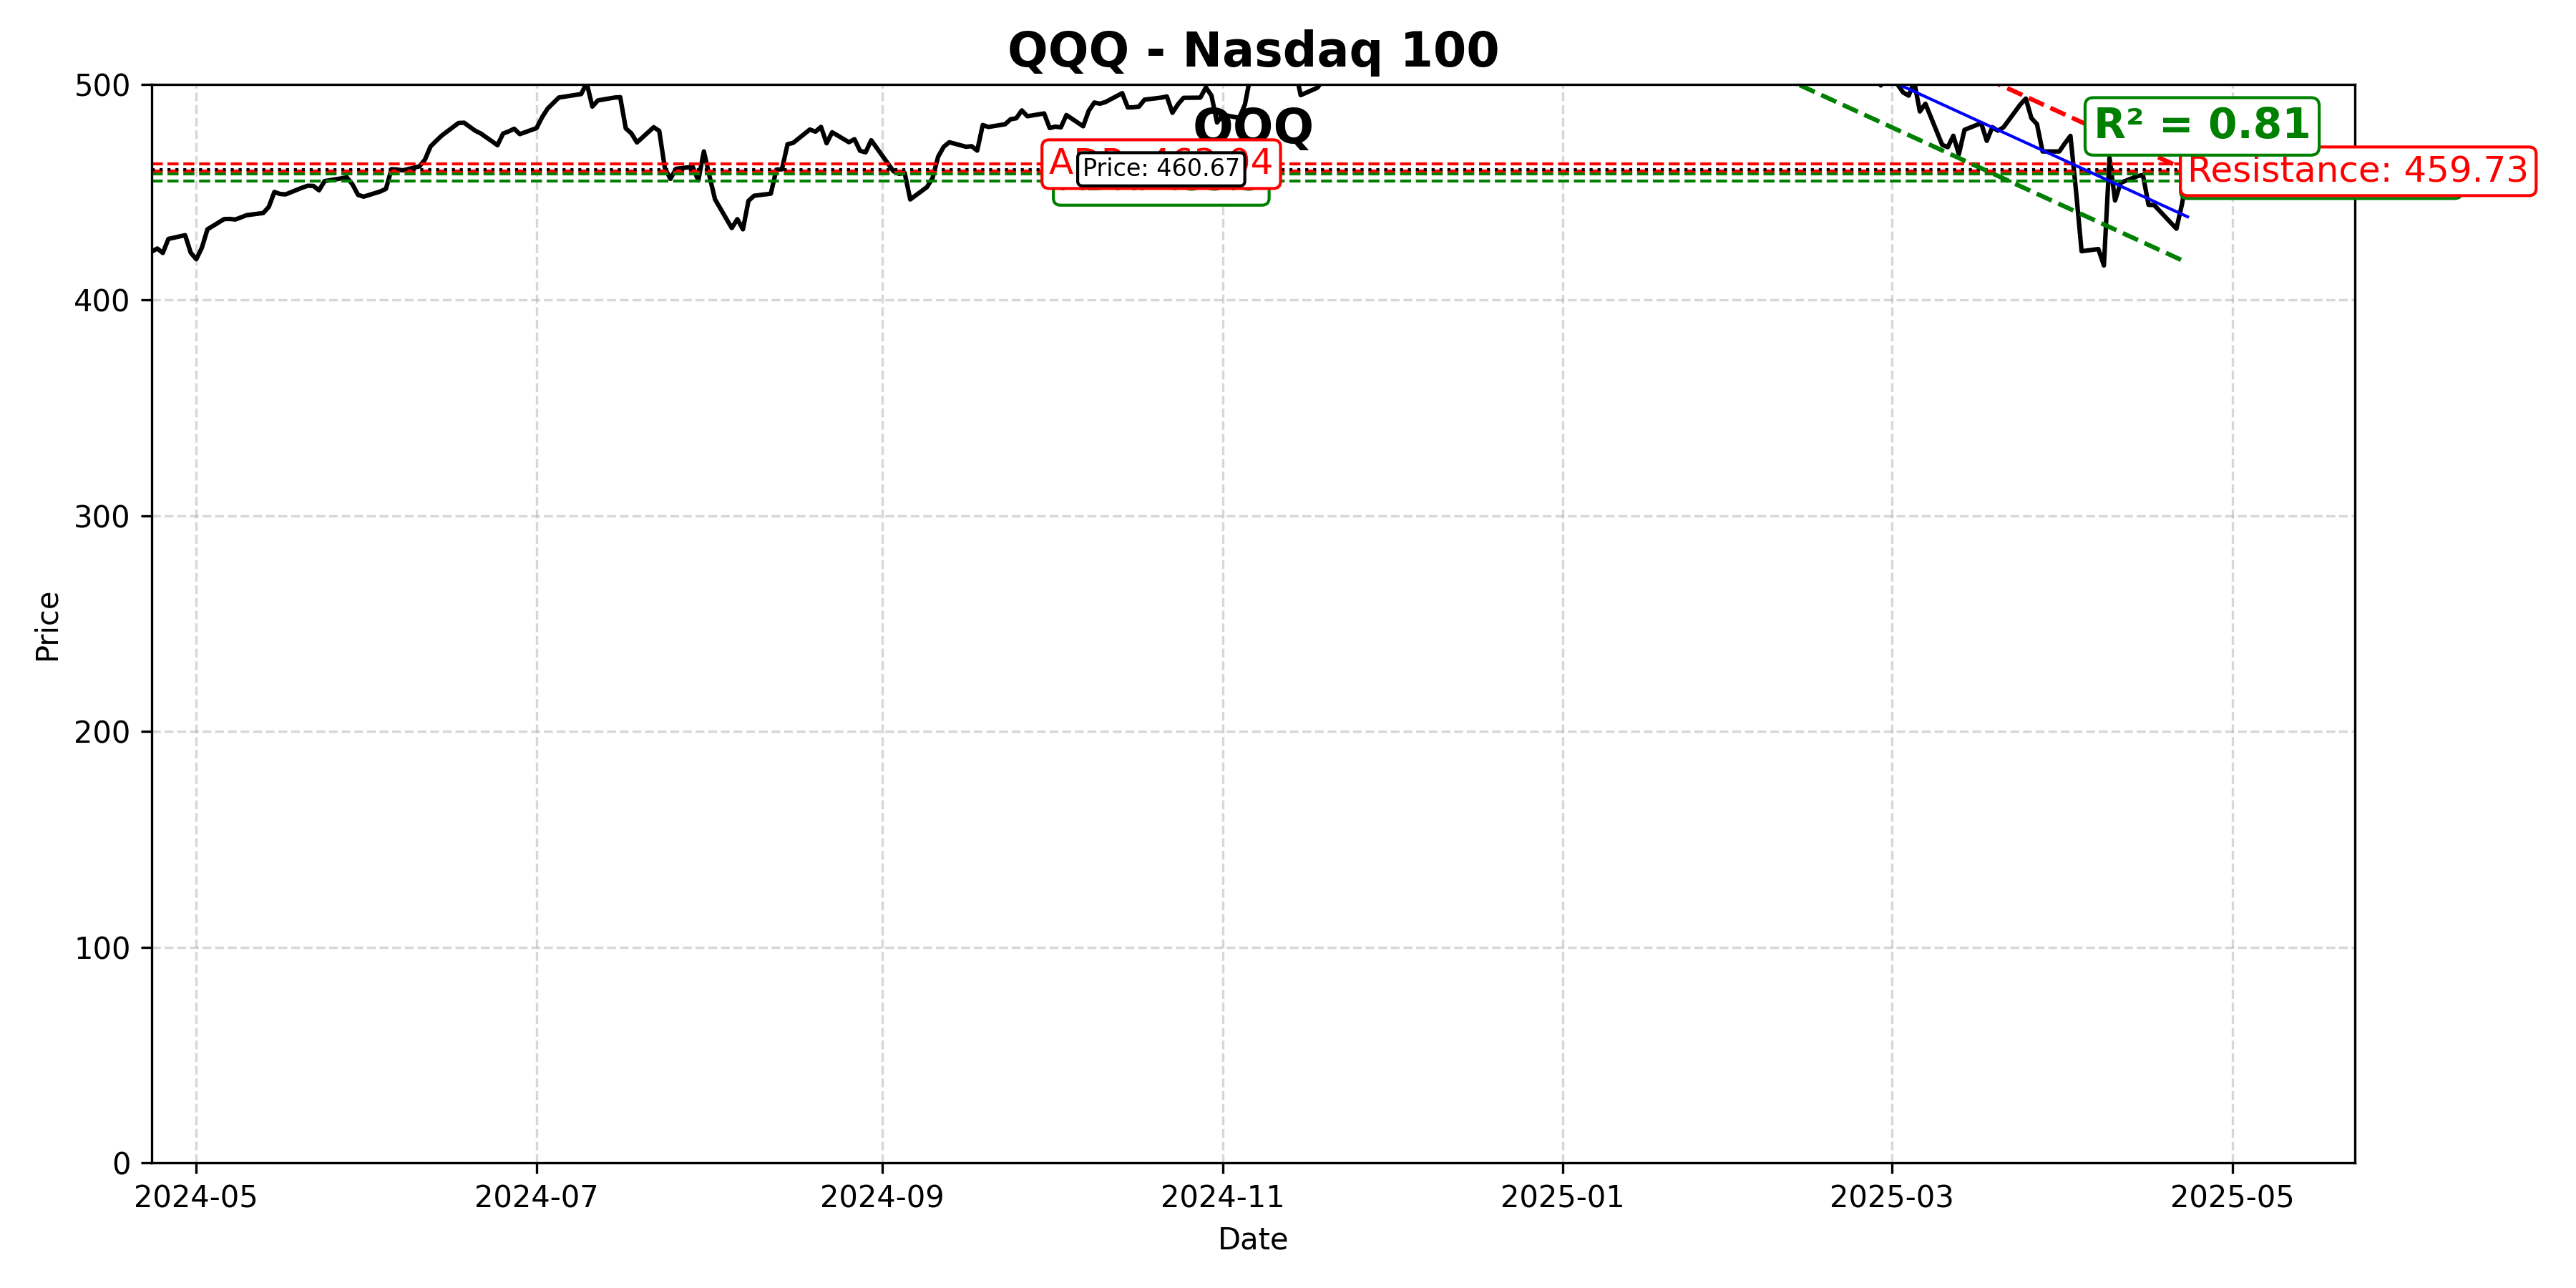 QQQ - Nasdaq 100
500
QQQ
R² = 0.81
Price: 460.67
Resistance: 459.73
400
300
200
100
0
Price
2024-05
2024-07
2024-09
2024-11
2025-01
2025-03
2025-05
Date